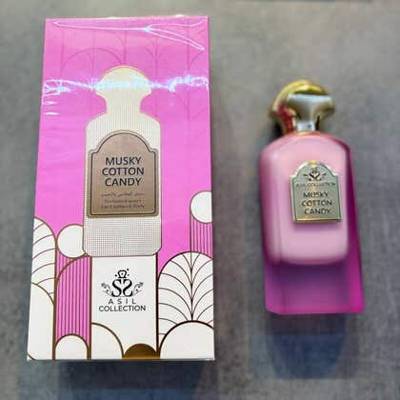 MUSKY
COTTON
CANDY
ASIL
COLLECTION
ASIL COLLECTION
MUSKY
COTTON
CANDY